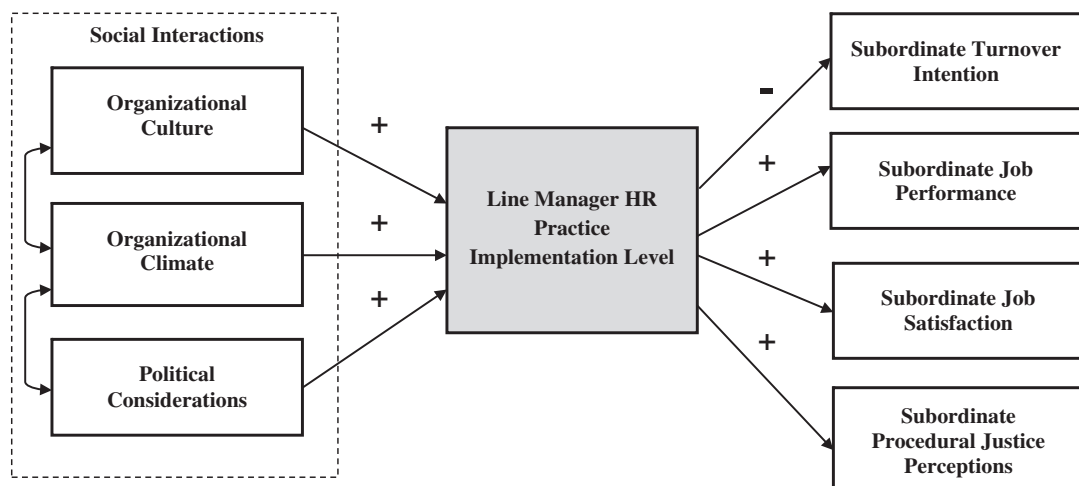 Social Interactions
Organizational
Culture
Organizational
Climate
Political
Considerations
+
+
+
Line Manager HR
Practice
Implementation Level
-
+
+
+
Subordinate Turnover
Intention
Subordinate Job
Performance
Subordinate Job
Satisfaction
Subordinate
Procedural Justice
Perceptions